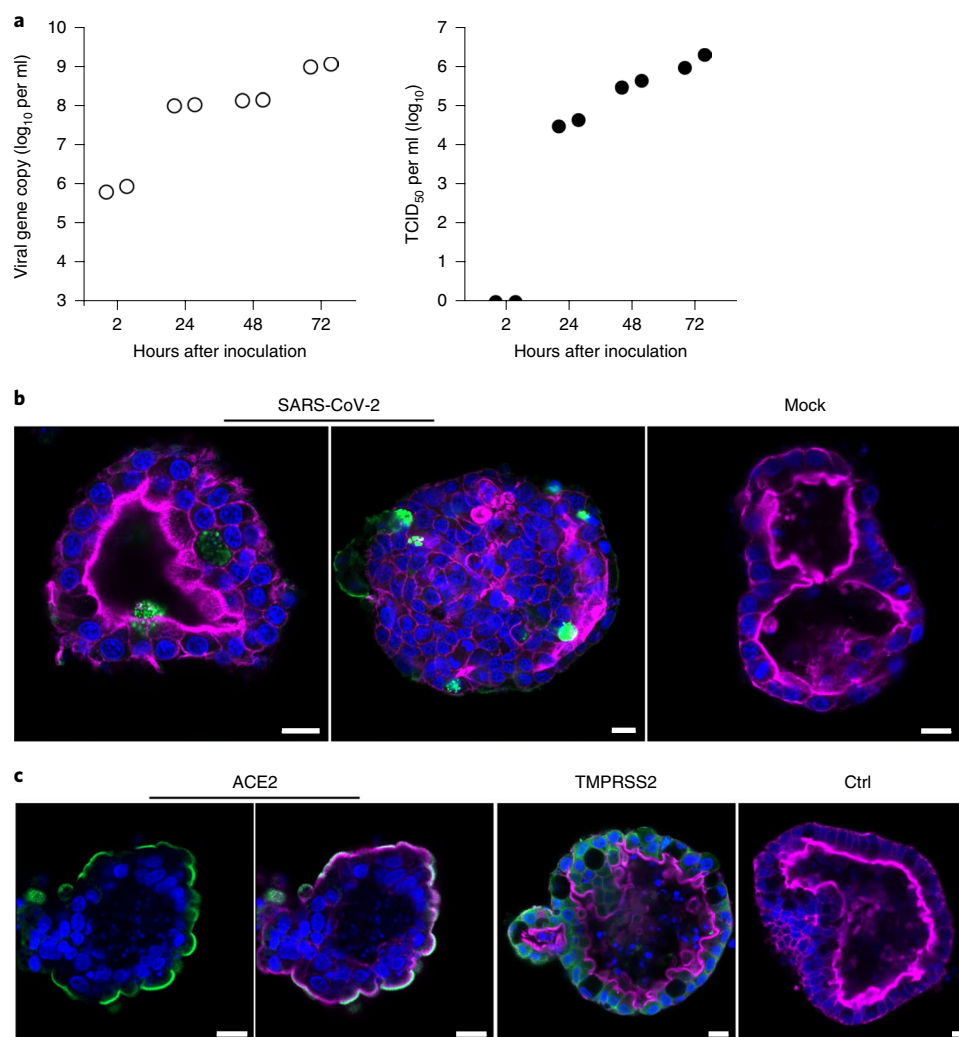 a
10
9
8
7
6
5
4
3
Viral gene copy (log10 per ml)
2 24 48 72
Hours after inoculation
7
6
5
4
3
2
1
0
TCID50 per ml (log10)
2 24 48 72
Hours after inoculation
b
SARS-CoV-2 Mock
c
ACE2 TMPRSS2 Ctrl